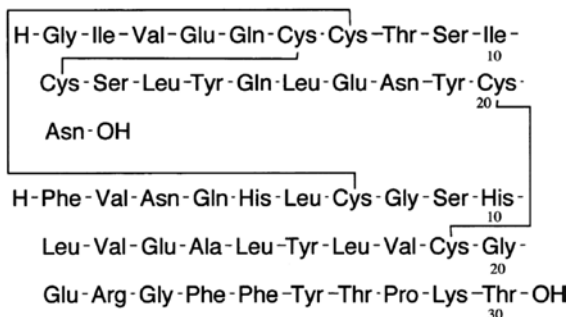 H-Gly-Ile-Val-Glu-Gln-Cys-Cys-Thr-Ser-Ile-
10
Cys-Ser-Leu-Tyr-Gln-Leu-Glu-Asn-Tyr-Cys-
20
Asn-OH
H-Phe-Val-Asn-Gln-His-Leu-Cys-Gly-Ser-His-
10
Leu-Val-Glu-Ala-Leu-Tyr-Leu-Val-Cys-Gly-
20
Glu-Arg-Gly-Phe-Phe-Tyr-Thr-Pro-Lys-Thr-OH
30